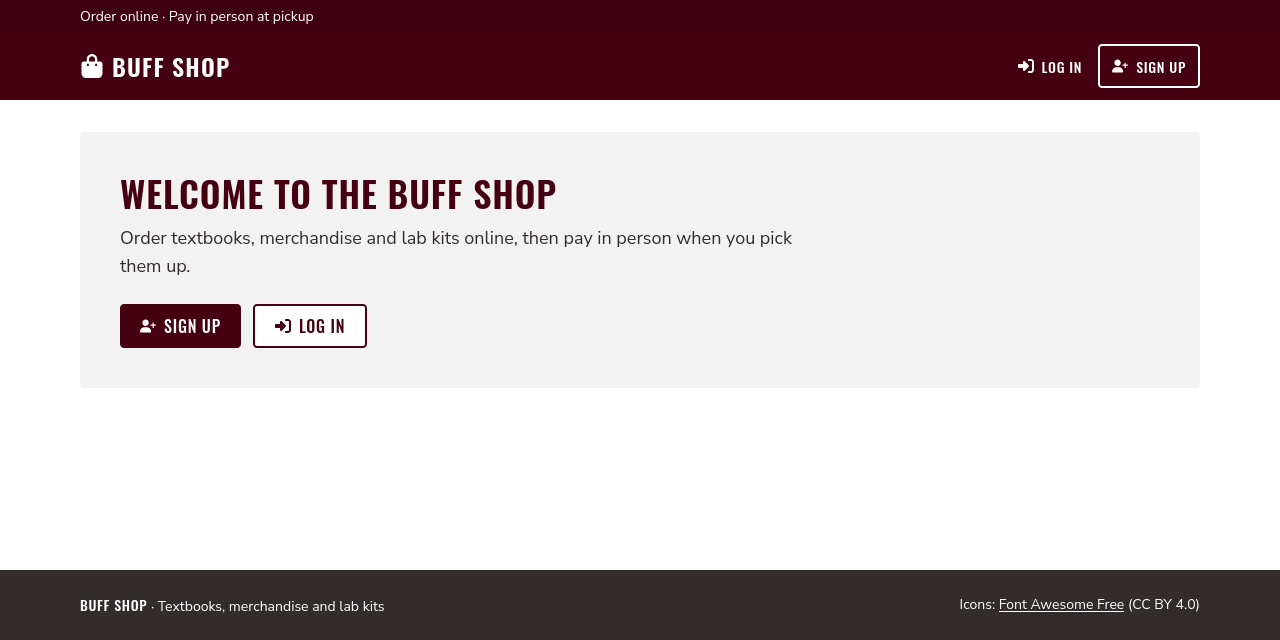 Order online · Pay in person at pickup
BUFF SHOP
LOG IN
SIGN UP
WELCOME TO THE BUFF SHOP
Order textbooks, merchandise and lab kits online, then pay in person when you pick
them up.
SIGN UP
LOG IN
BUFF SHOP · Textbooks, merchandise and lab kits
Icons: Font Awesome Free (CC BY 4.0)